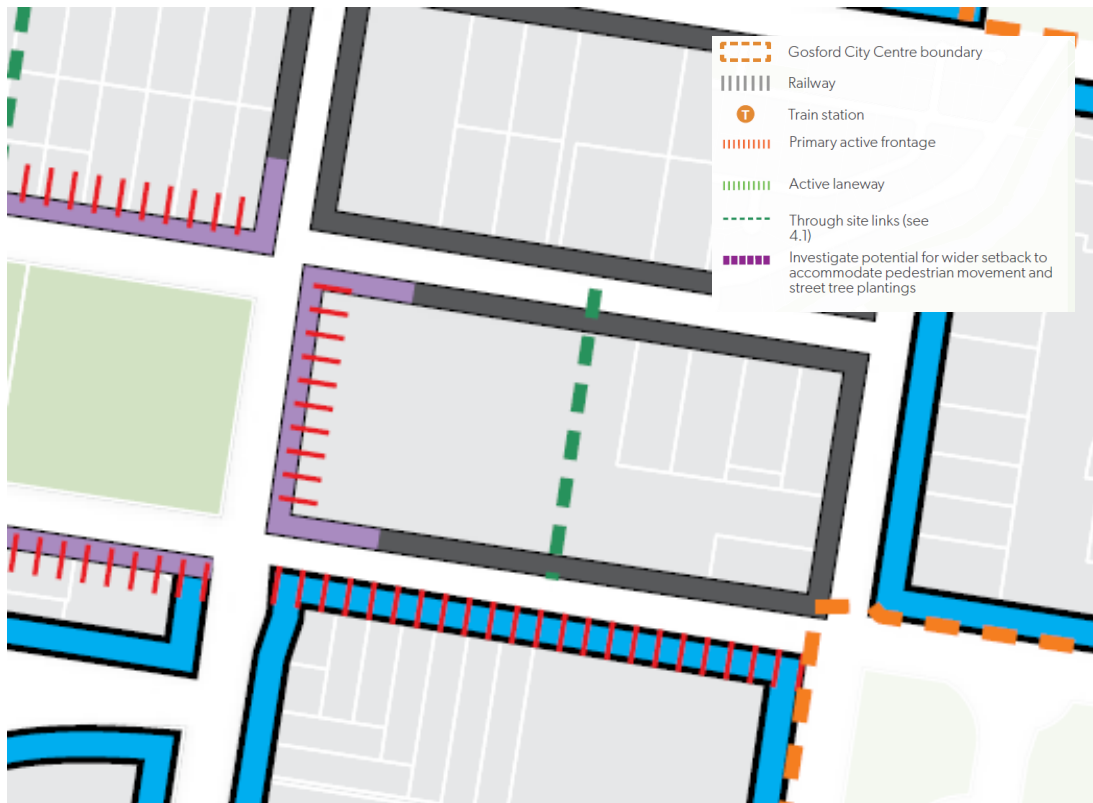 Gosford City Centre boundary
Railway
T
Train station
Primary active frontage
Active laneway
Through site links (see
4.1)
Investigate potential for wider setback to
accommodate pedestrian movement and
street tree plantings